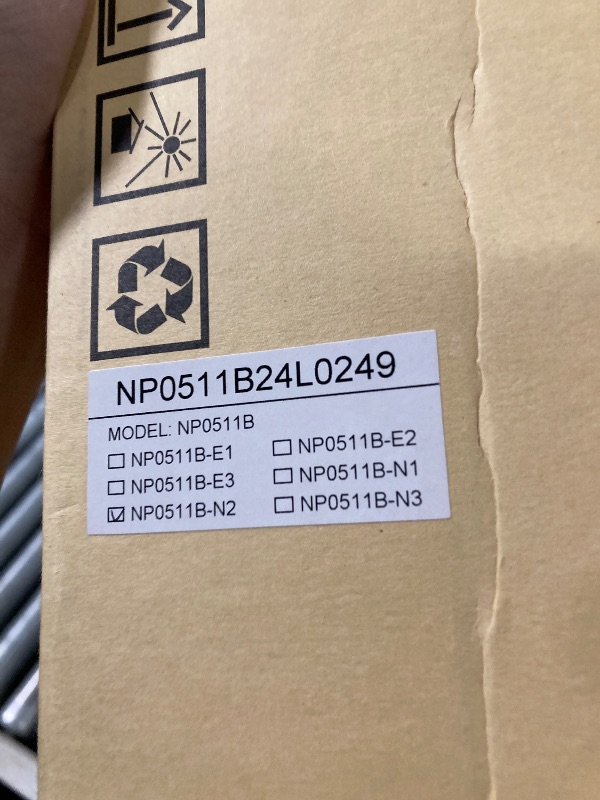 NP0511B24L0249
MODEL: NP0511B
☐ NP0511B-E1 ☐ NP0511B-E2
☐ NP0511B-E3 ☐ NP0511B-N1
☑ NP0511B-N2 ☐ NP0511B-N3